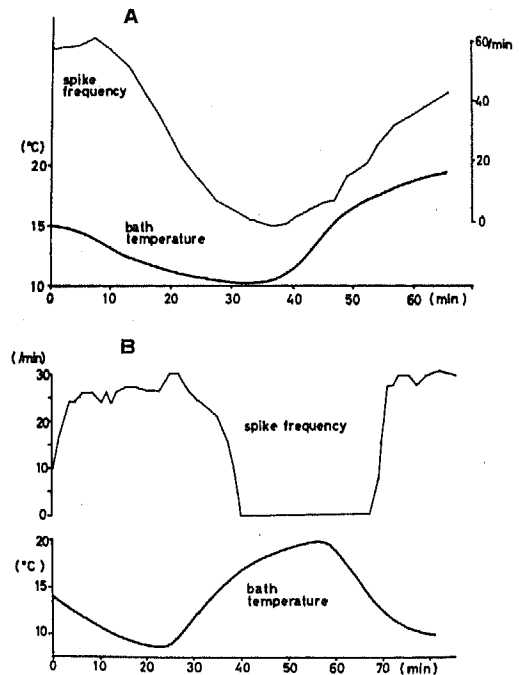 A
60/min
spike
frequency
40
(°C)
20
20
15
bath
temperature
0
10
0 10 20 30 40 50 60 (min)
B
(/min)
30
20
spike frequency
10
0
20
(°C)
15
bath
temperature
10
0 10 20 30 40 50 60 70 (min)